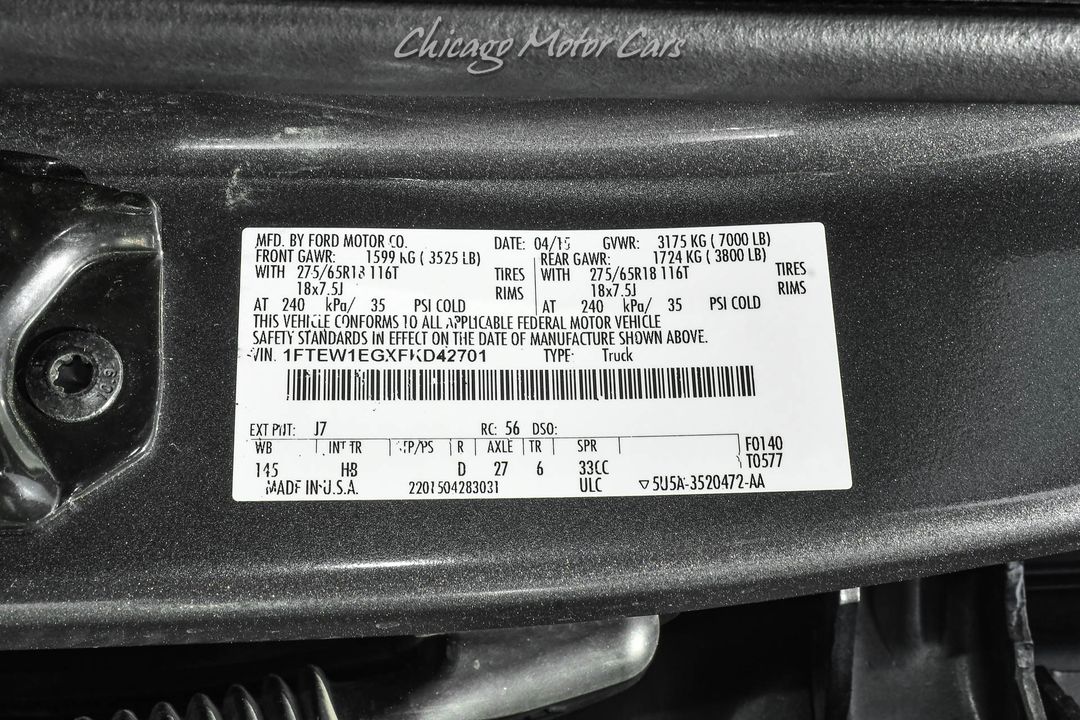 Chicago Motor Cars
MFD. BY FORD MOTOR CO. DATE: 04/15 GVWR: 3175 KG ( 7000 LB)
FRONT GAWR: 1599 KG ( 3525 LB) REAR GAWR: 1724 KG ( 3800 LB)
WITH 275/65R18 116T TIRES WITH 275/65R18 116T TIRES
18x7.5J RIMS 18x7.5J RIMS
AT 240 kPa/ 35 PSI COLD AT 240 kPa/ 35 PSI COLD
THIS VEHICLE CONFORMS TO ALL APPLICABLE FEDERAL MOTOR VEHICLE
SAFETY STANDARDS IN EFFECT ON THE DATE OF MANUFACTURE SHOWN ABOVE.
VIN: 1FTEW1EGXFKD42701 TYPE: Truck
EXT PNT: J7 RC: 56 DSO:
WB INT TR TP/PS R AXLE TR SPR F0140
T0577
145 HB D 27 6 33CC
MADE IN U.S.A. 2201504283031 ULC ▽ 5U5A-3520472-AA